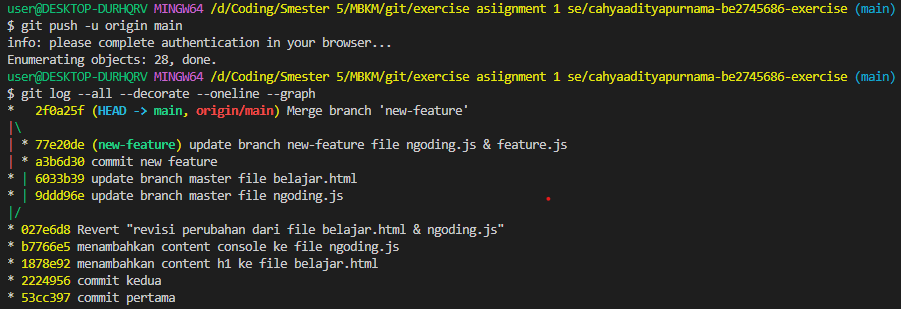 user@DESKTOP-DURHQRV MINGW64 /d/Coding/Smester 5/MBKM/git/exercise asiignment 1 se/cahyaadityapurnama-be2745686-exercise (main)
$ git push -u origin main
info: please complete authentication in your browser...
Enumerating objects: 28, done.
user@DESKTOP-DURHQRV MINGW64 /d/Coding/Smester 5/MBKM/git/exercise asiignment 1 se/cahyaadityapurnama-be2745686-exercise (main)
$ git log --all --decorate --oneline --graph
*   2f0a25f (HEAD -> main, origin/main) Merge branch 'new-feature'
|\
| * 77e20de (new-feature) update branch new-feature file ngoding.js & feature.js
| * a3b6d30 commit new feature
* | 6033b39 update branch master file belajar.html
* | 9ddd96e update branch master file ngoding.js
|/
* 027e6d8 Revert "revisi perubahan dari file belajar.html & ngoding.js"
* b7766e5 menambahkan content console ke file ngoding.js
* 1878e92 menambahkan content h1 ke file belajar.html
* 2224956 commit kedua
* 53cc397 commit pertama